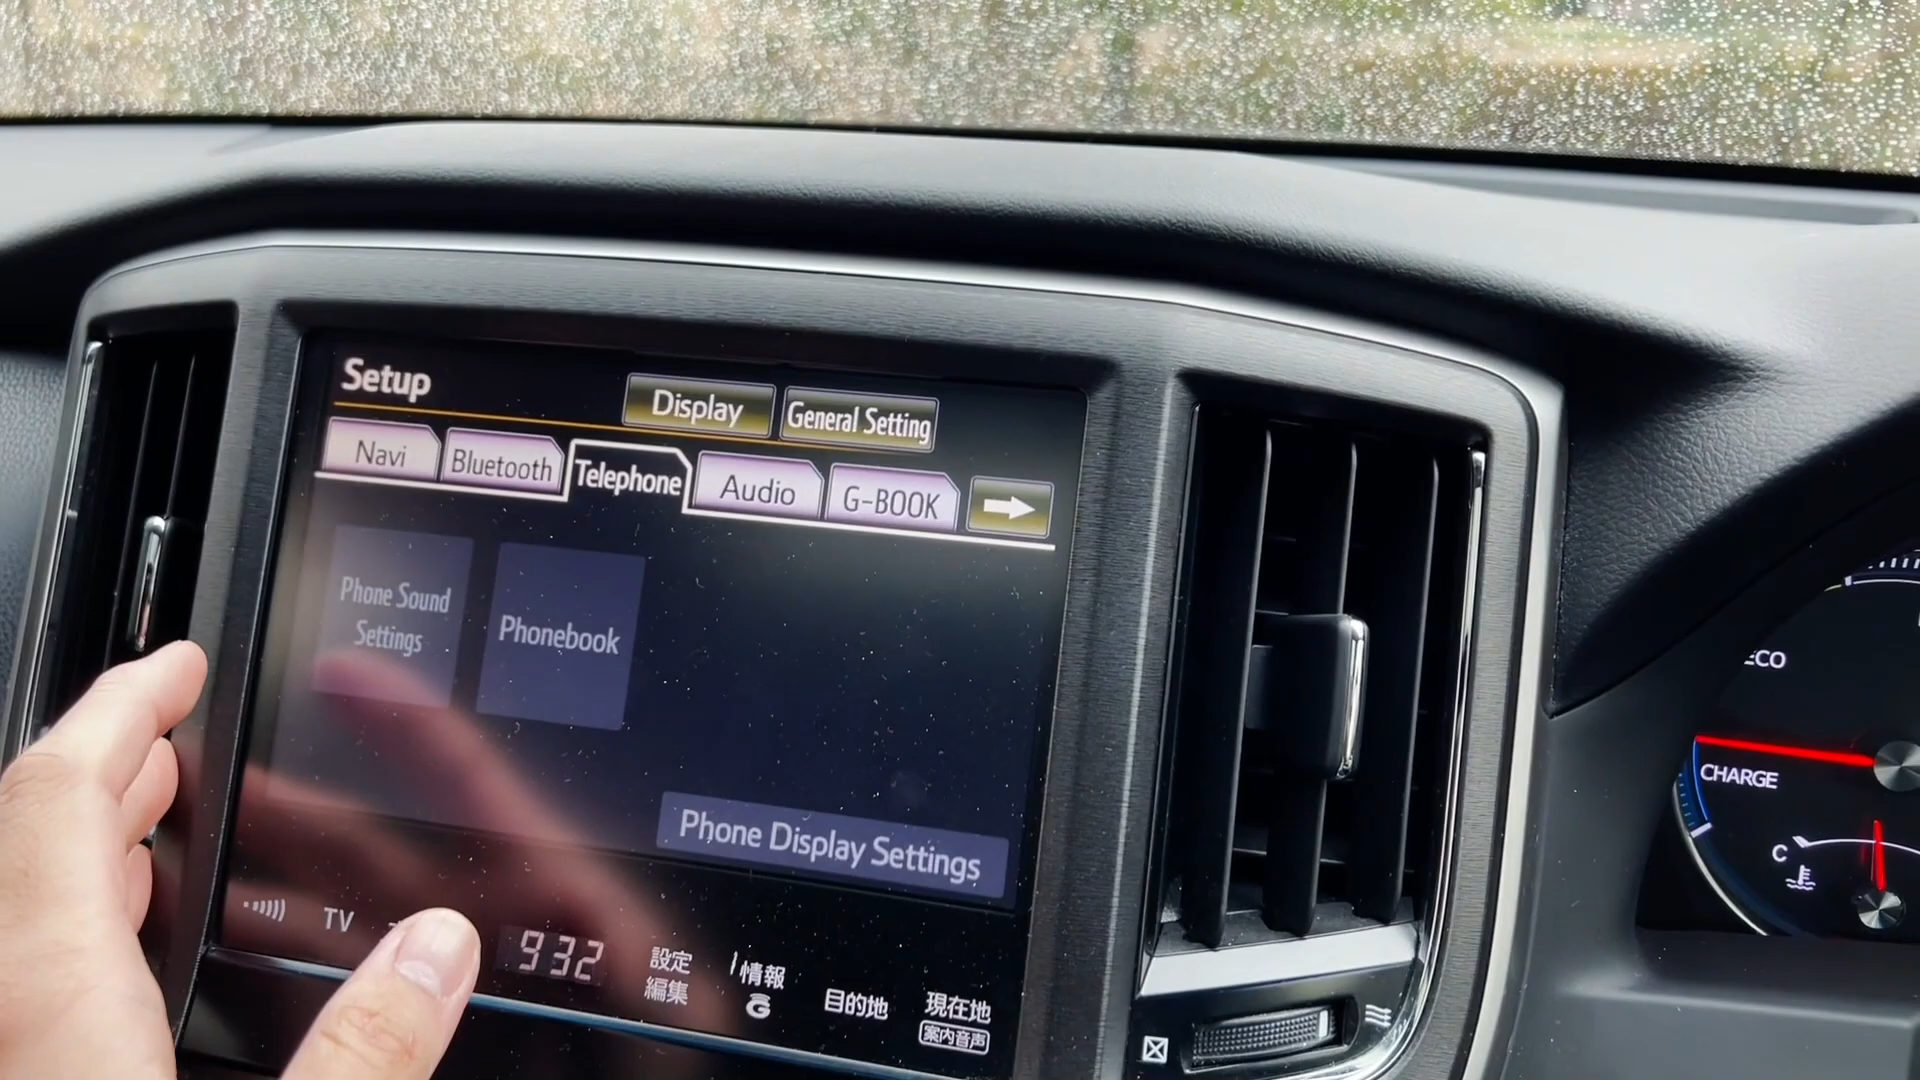 Setup
Display
General Setting
Navi
Bluetooth
Telephone
Audio
G-BOOK
Phone Sound
Settings
Phonebook
Phone Display Settings
TV
932
設定
編集
情報
G
目的地
現在地
案内音声
CHARGE
C